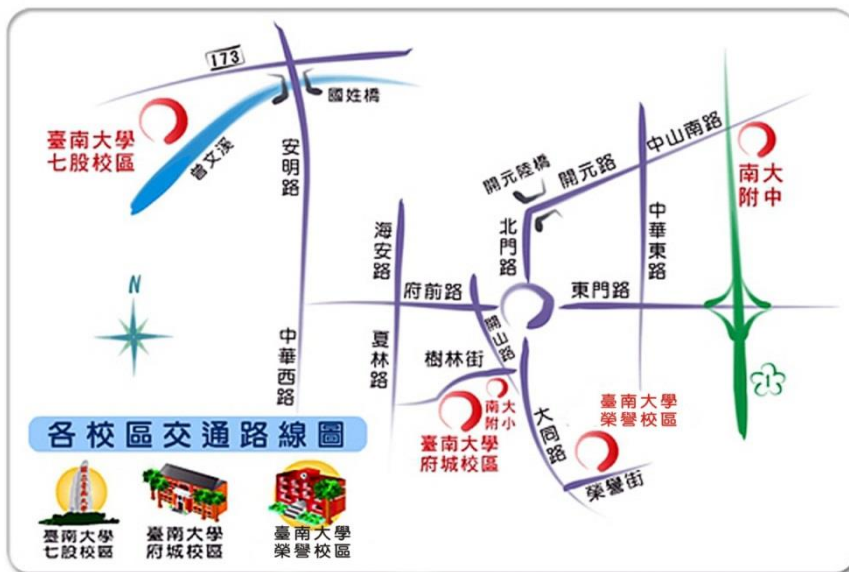 173
國姓橋
臺南大學
七股校區
曾文溪
安明路
中山南路
開元陸橋
開元路
南大
附中
海安路
北門路
中華東路
N
府前路
東門路
開山路
中華西路
夏林路
樹林街
南大
附小
臺南大學
府城校區
大同路
臺南大學
榮譽校區
榮譽街
1
各校區交通路線圖
臺南大學
七股校區
臺南大學
府城校區
臺南大學
榮譽校區